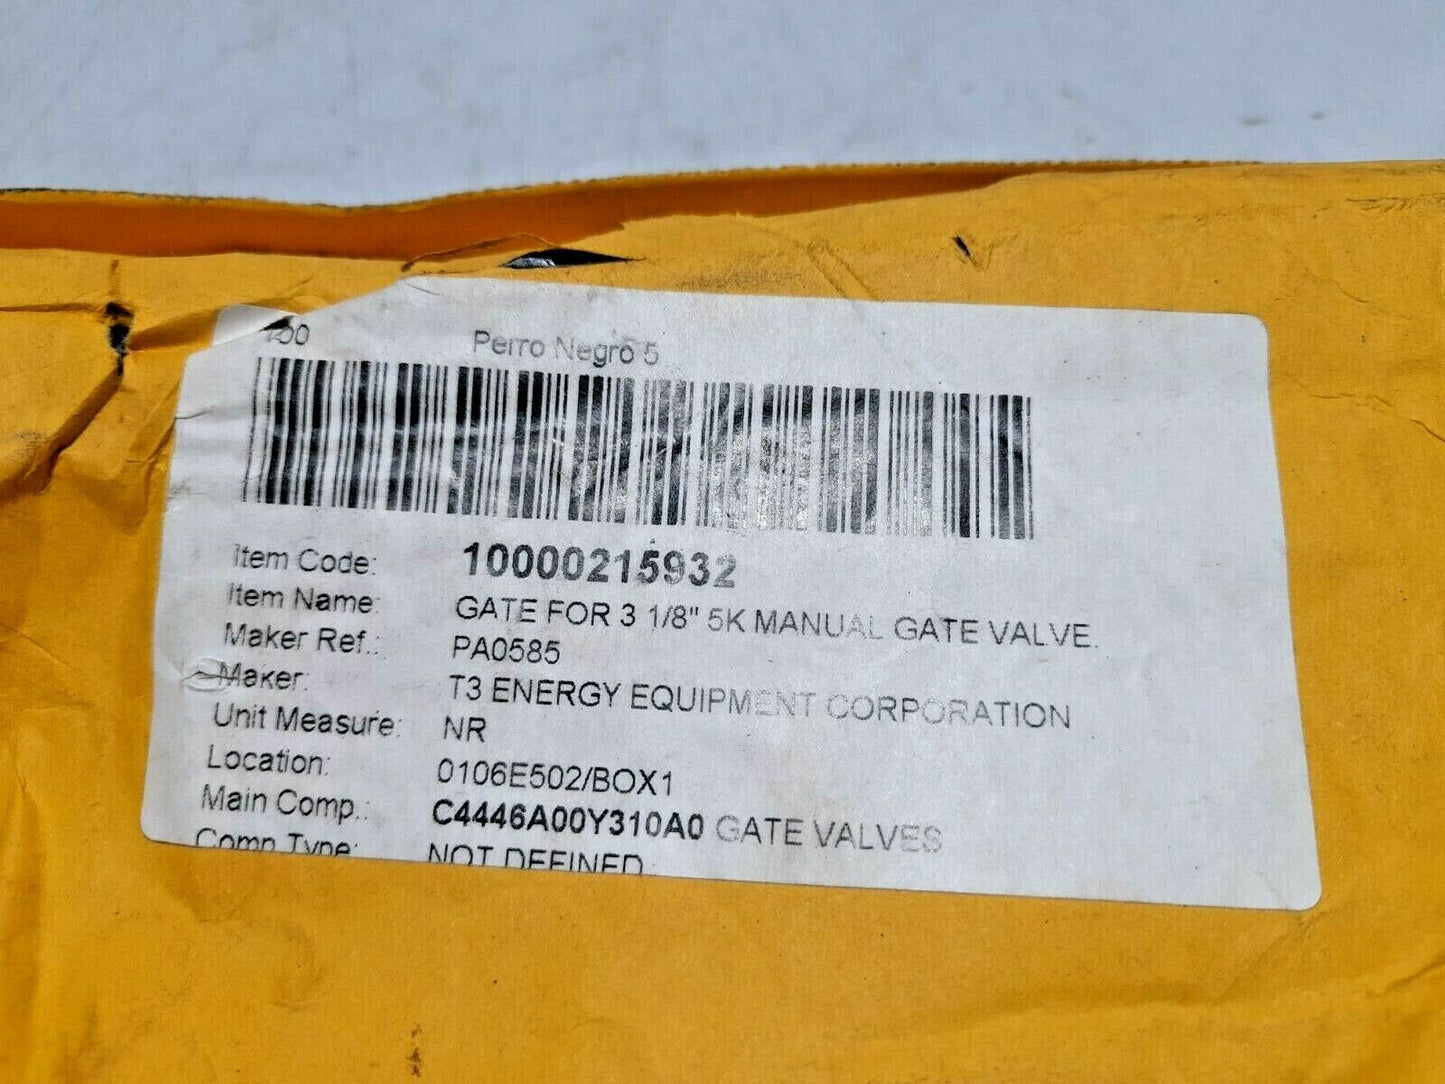 Perro Negro 5
Item Code: 10000215932
Item Name: GATE FOR 3 1/8" 5K MANUAL GATE VALVE.
Maker Ref.: PA0585
Maker: T3 ENERGY EQUIPMENT CORPORATION
Unit Measure: NR
Location: 0106E502/BOX1
Main Comp.: C4446A00Y310A0 GATE VALVES
Comp Type: NOT DEFINED